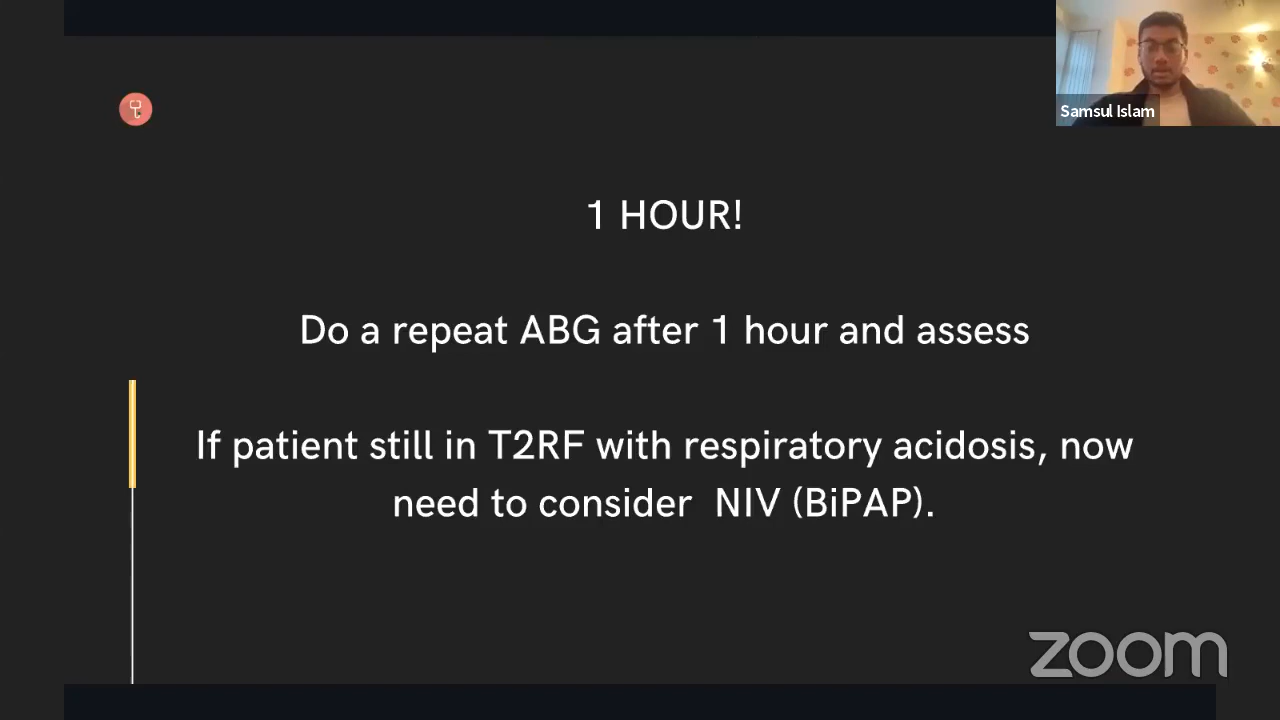 Samsul Islam
1 HOUR!
Do a repeat ABG after 1 hour and assess
If patient still in T2RF with respiratory acidosis, now
need to consider NIV (BiPAP).
zoom